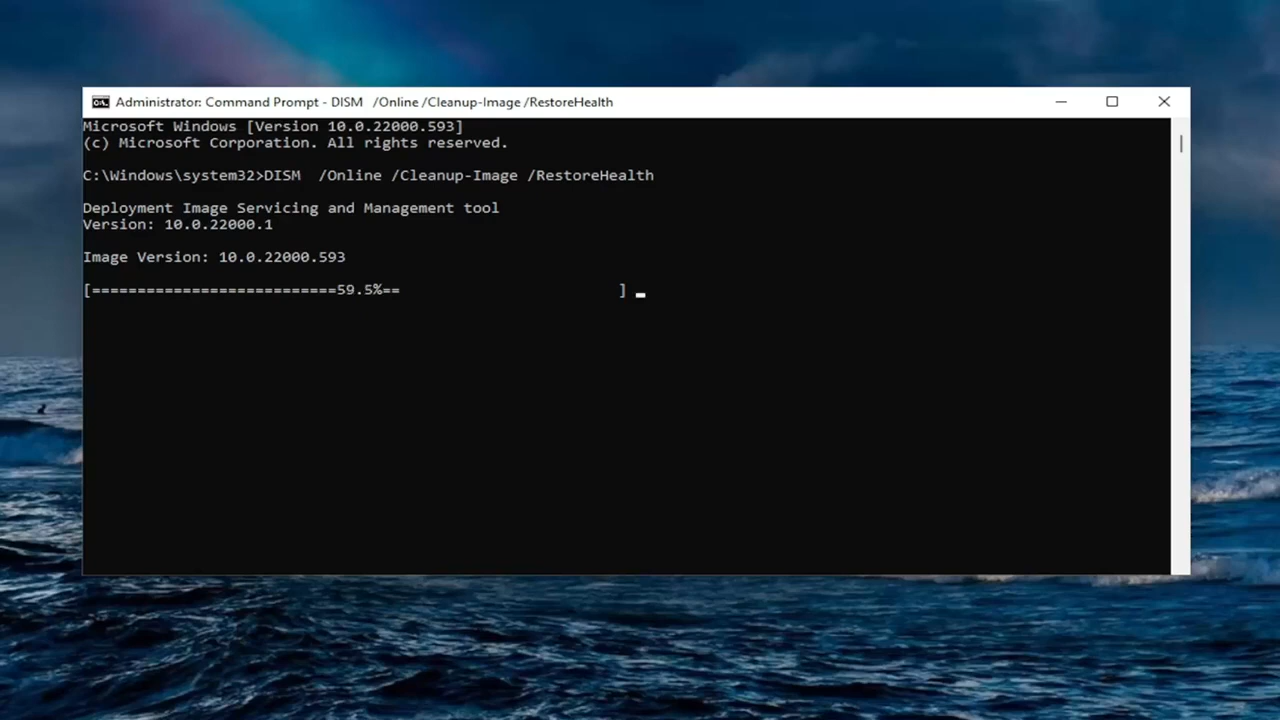 Administrator: Command Prompt - DISM  /Online /Cleanup-Image /RestoreHealth
Microsoft Windows [Version 10.0.22000.593]
(c) Microsoft Corporation. All rights reserved.
C:\Windows\system32>DISM  /Online /Cleanup-Image /RestoreHealth
Deployment Image Servicing and Management tool
Version: 10.0.22000.1
Image Version: 10.0.22000.593
[===========================59.5%==                        ]